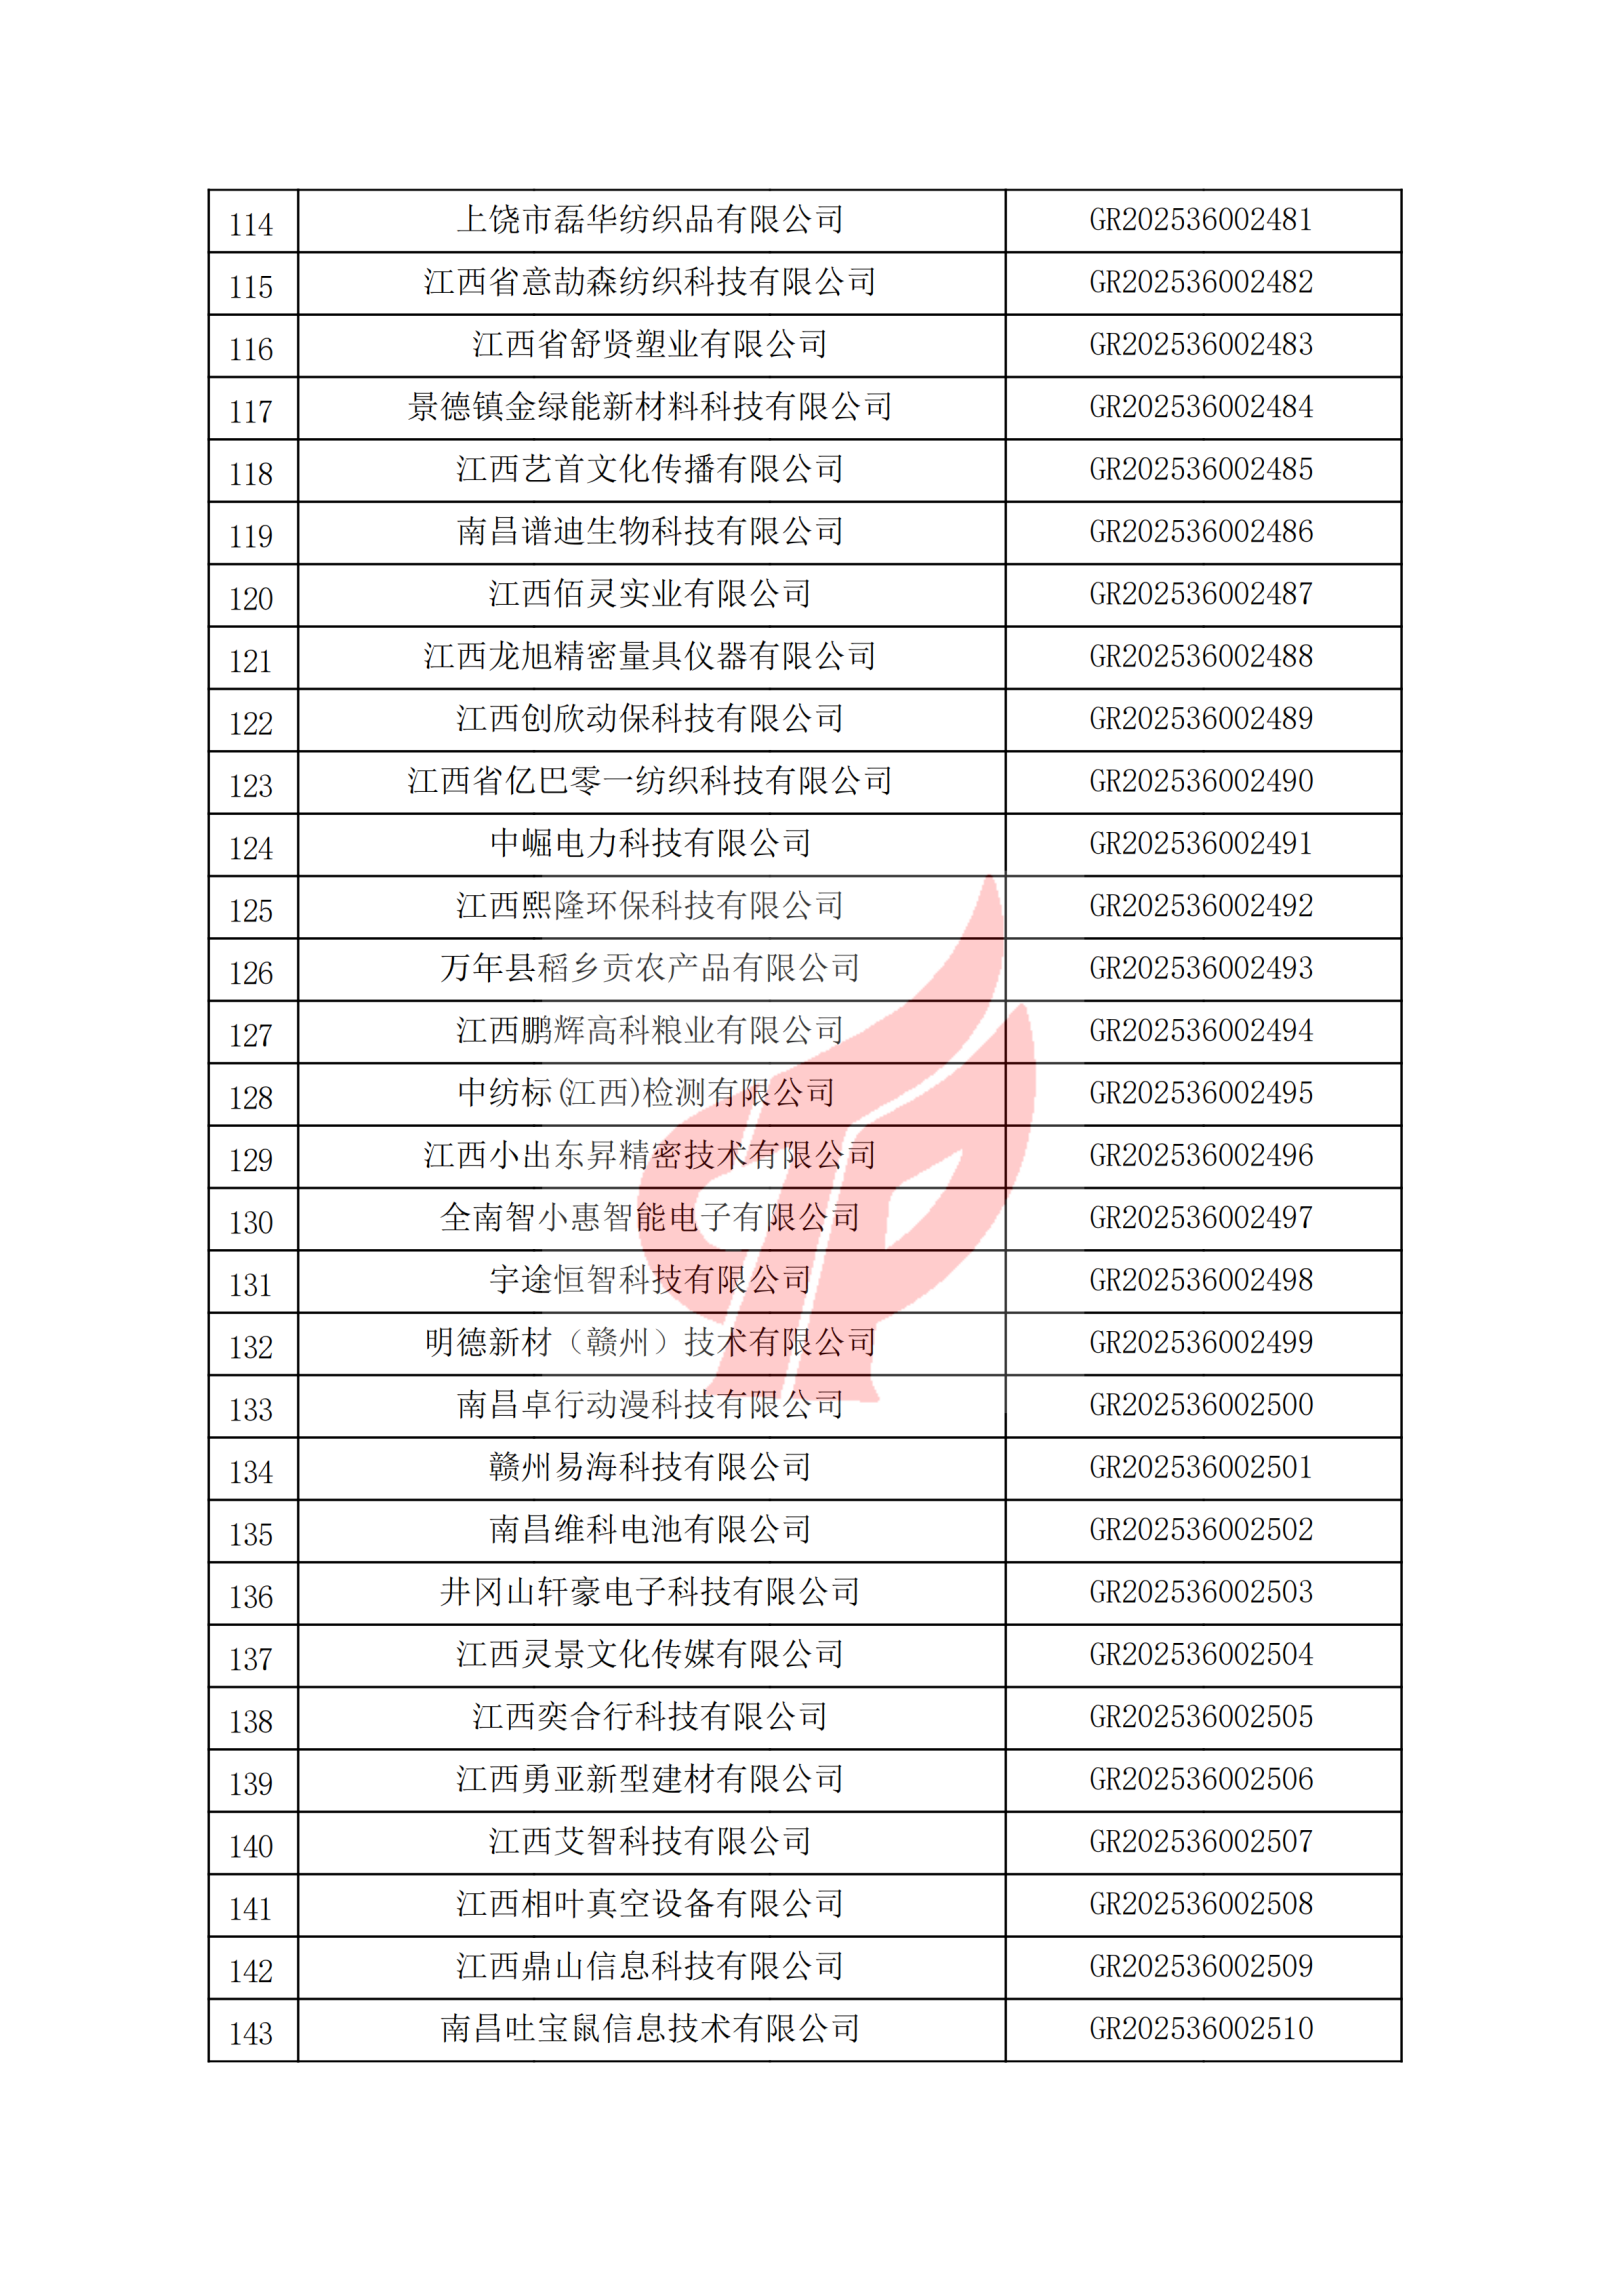 114 上饶市磊华纺织品有限公司 GR202536002481
115 江西省意劼森纺织科技有限公司 GR202536002482
116 江西省舒贤塑业有限公司 GR202536002483
117 景德镇金绿能新材料科技有限公司 GR202536002484
118 江西艺首文化传播有限公司 GR202536002485
119 南昌谱迪生物科技有限公司 GR202536002486
120 江西佰灵实业有限公司 GR202536002487
121 江西龙旭精密量具仪器有限公司 GR202536002488
122 江西创欣动保科技有限公司 GR202536002489
123 江西省亿巴零一纺织科技有限公司 GR202536002490
124 中崛电力科技有限公司 GR202536002491
125 江西熙隆环保科技有限公司 GR202536002492
126 万年县稻乡贡农产品有限公司 GR202536002493
127 江西鹏辉高科粮业有限公司 GR202536002494
128 中纺标(江西)检测有限公司 GR202536002495
129 江西小出东昇精密技术有限公司 GR202536002496
130 全南智小惠智能电子有限公司 GR202536002497
131 宇途恒智科技有限公司 GR202536002498
132 明德新材（赣州）技术有限公司 GR202536002499
133 南昌卓行动漫科技有限公司 GR202536002500
134 赣州易海科技有限公司 GR202536002501
135 南昌维科电池有限公司 GR202536002502
136 井冈山轩豪电子科技有限公司 GR202536002503
137 江西灵景文化传媒有限公司 GR202536002504
138 江西奕合行科技有限公司 GR202536002505
139 江西勇亚新型建材有限公司 GR202536002506
140 江西艾智科技有限公司 GR202536002507
141 江西相叶真空设备有限公司 GR202536002508
142 江西鼎山信息科技有限公司 GR202536002509
143 南昌吐宝鼠信息技术有限公司 GR202536002510